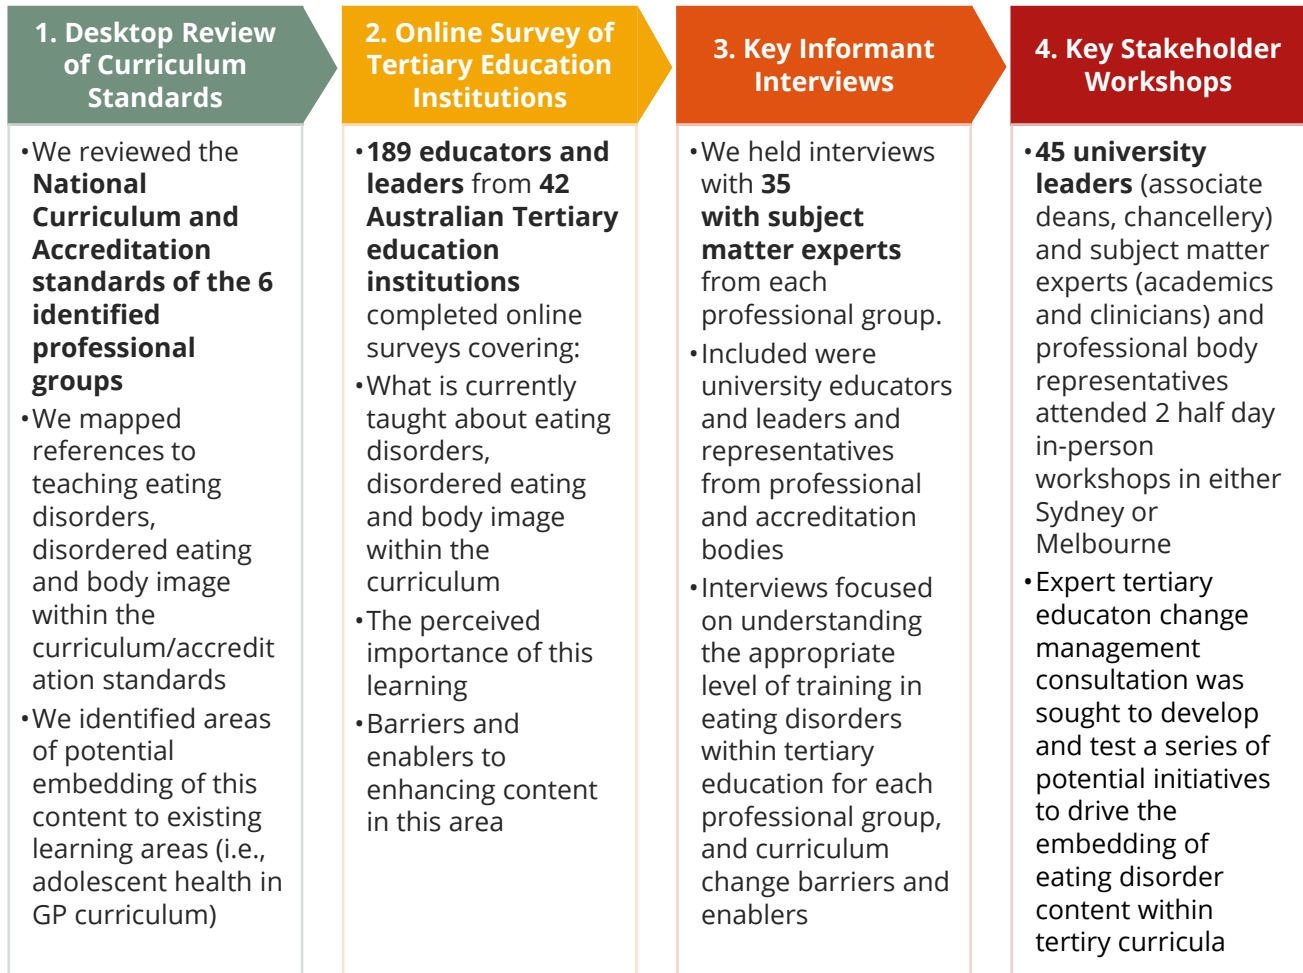 1. Desktop Review
of Curriculum
Standards
•We reviewed the
National
Curriculum and
Accreditation
standards of the 6
identified
professional
groups
•We mapped
references to
teaching eating
disorders,
disordered eating
and body image
within the
curriculum/accredit
ation standards
•We identified areas
of potential
embedding of this
content to existing
learning areas (i.e.,
adolescent health in
GP curriculum)
2. Online Survey of
Tertiary Education
Institutions
•189 educators and
leaders from 42
Australian Tertiary
education
institutions
completed online
surveys covering:
•What is currently
taught about eating
disorders,
disordered eating
and body image
within the
curriculum
•The perceived
importance of this
learning
•Barriers and
enablers to
enhancing content
in this area
3. Key Informant
Interviews
•We held interviews
with 35
with subject
matter experts
from each
professional group.
•Included were
university educators
and leaders and
representatives
from professional
and accreditation
bodies
•Interviews focused
on understanding
the appropriate
level of training in
eating disorders
within tertiary
education for each
professional group,
and curriculum
change barriers and
enablers
4. Key Stakeholder
Workshops
•45 university
leaders (associate
deans, chancellery)
and subject matter
experts (academics
and clinicians) and
professional body
representatives
attended 2 half day
in-person
workshops in either
Sydney or
Melbourne
•Expert tertiary
educaton change
management
consultation was
sought to develop
and test a series of
potential initiatives
to drive the
embedding of
eating disorder
content within
tertiry curricula